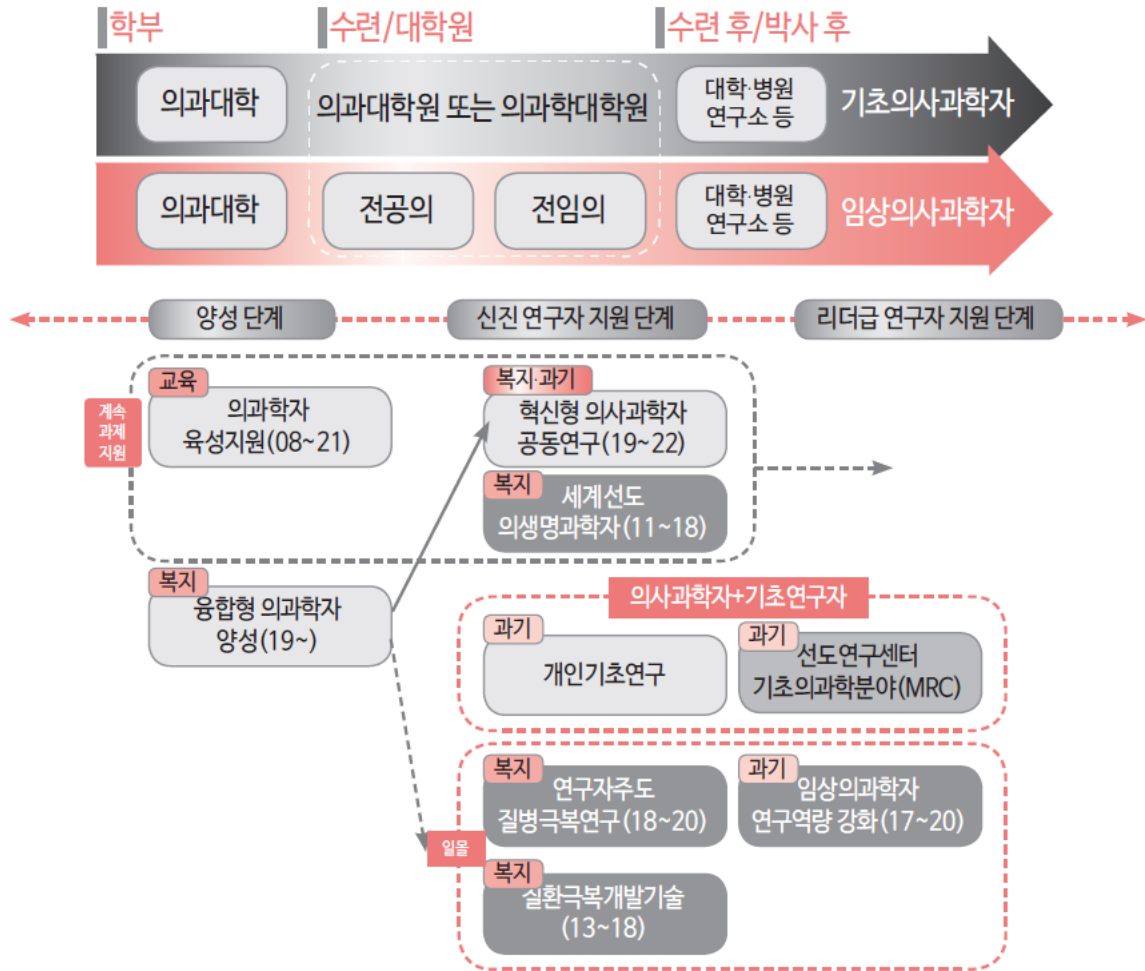 학부
수련/대학원
수련 후/박사 후
의과대학
의과대학원 또는 의과학대학원
대학·병원
연구소 등
기초의사과학자
의과대학
전공의
전임의
대학·병원
연구소 등
임상의사과학자
양성 단계
신진 연구자 지원 단계
리더급 연구자 지원 단계
계속
과제
지원
교육
의과학자
육성지원(08~21)
복지·과기
혁신형 의사과학자
공동연구(19~22)
복지
세계선도
의생명과학자(11~18)
복지
융합형 의과학자
양성(19~)
의사과학자+기초연구자
과기
개인기초연구
과기
선도연구센터
기초의과학분야(MRC)
일몰
복지
연구자주도
질병극복연구(18~20)
과기
임상의과학자
연구역량 강화(17~20)
복지
질환극복개발기술
(13~18)